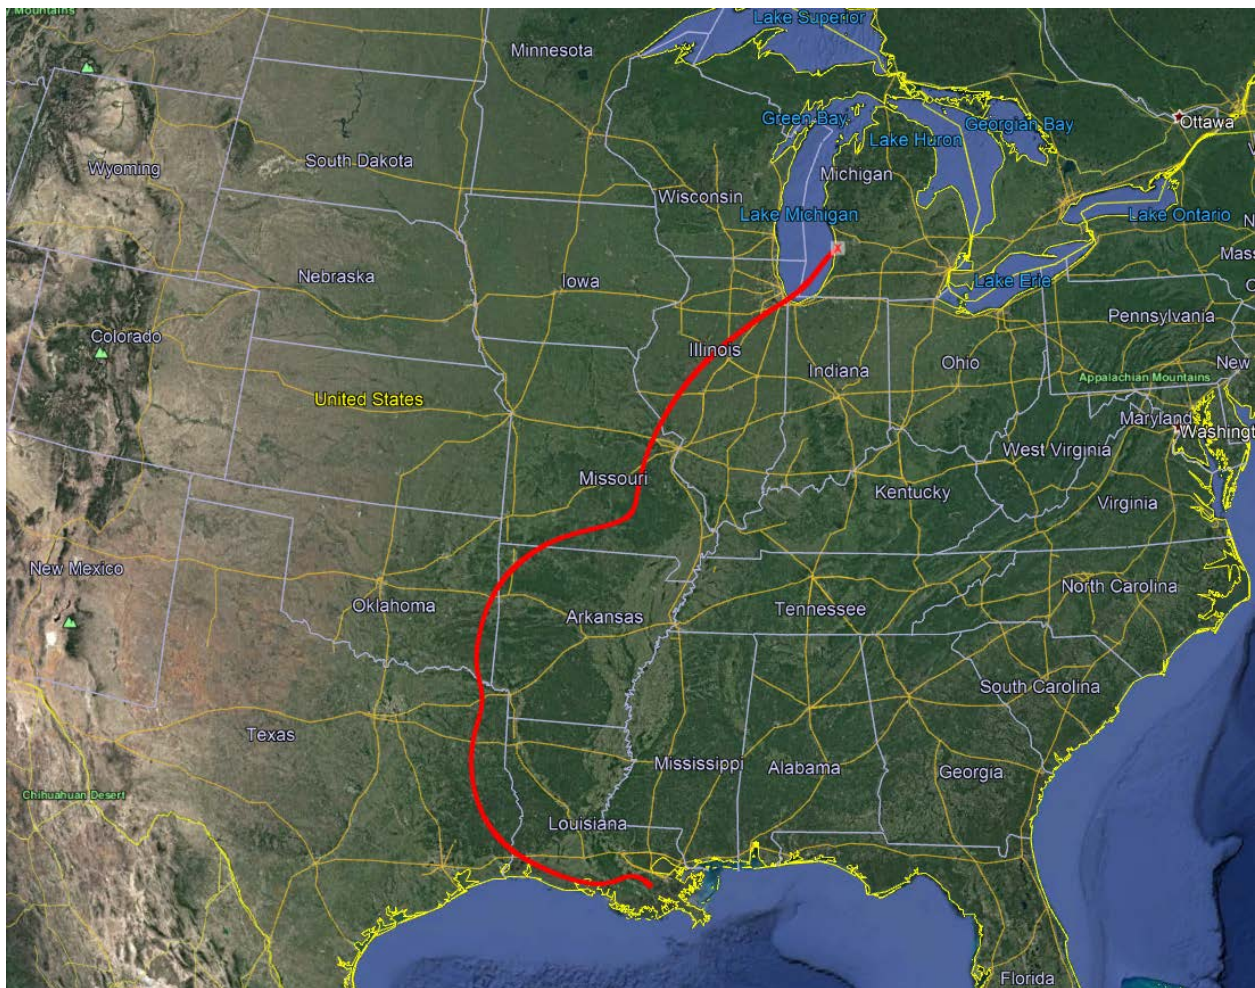 Lake Superior
Mountains
Minnesota
Ottawa
Green Bay
Georgian Bay
Lake Huron
South Dakota
Wyoming
Michigan
Wisconsin
Lake Michigan
Lake Ontario
Nebraska
Iowa
Lake Erie
Pennsylvania
Colorado
Illinois
Indiana
Ohio
New
Appalachian Mountains
United States
Maryland
Washingt
West Virginia
Missouri
Kentucky
Virginia
New Mexico
North Carolina
Oklahoma
Arkansas
Tennessee
South Carolina
Texas
Mississippi
Alabama
Georgia
Chihuahuan Desert
Louisiana
Florida
X